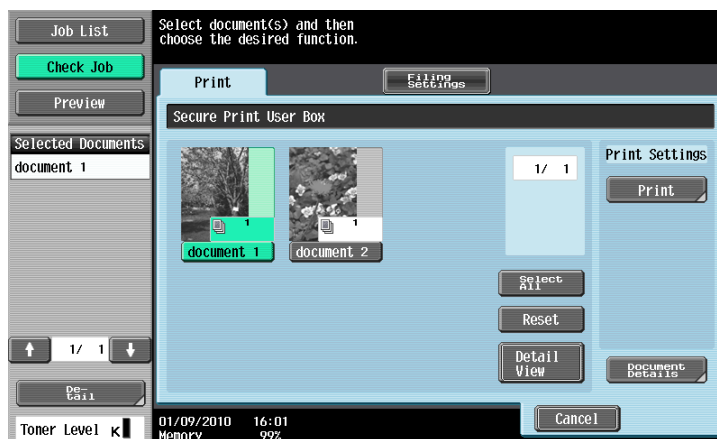 Job List
Check Job
Preview
Selected Documents
document 1
1/ 1
De-
tail
Toner Level K
Select document(s) and then
choose the desired function.
Print
Filing
Settings
Secure Print User Box
1
document 1
1
document 2
1/ 1
Select
All
Reset
Detail
View
Print Settings
Print
Document
Details
01/09/2010 16:01
Memory 99%
Cancel